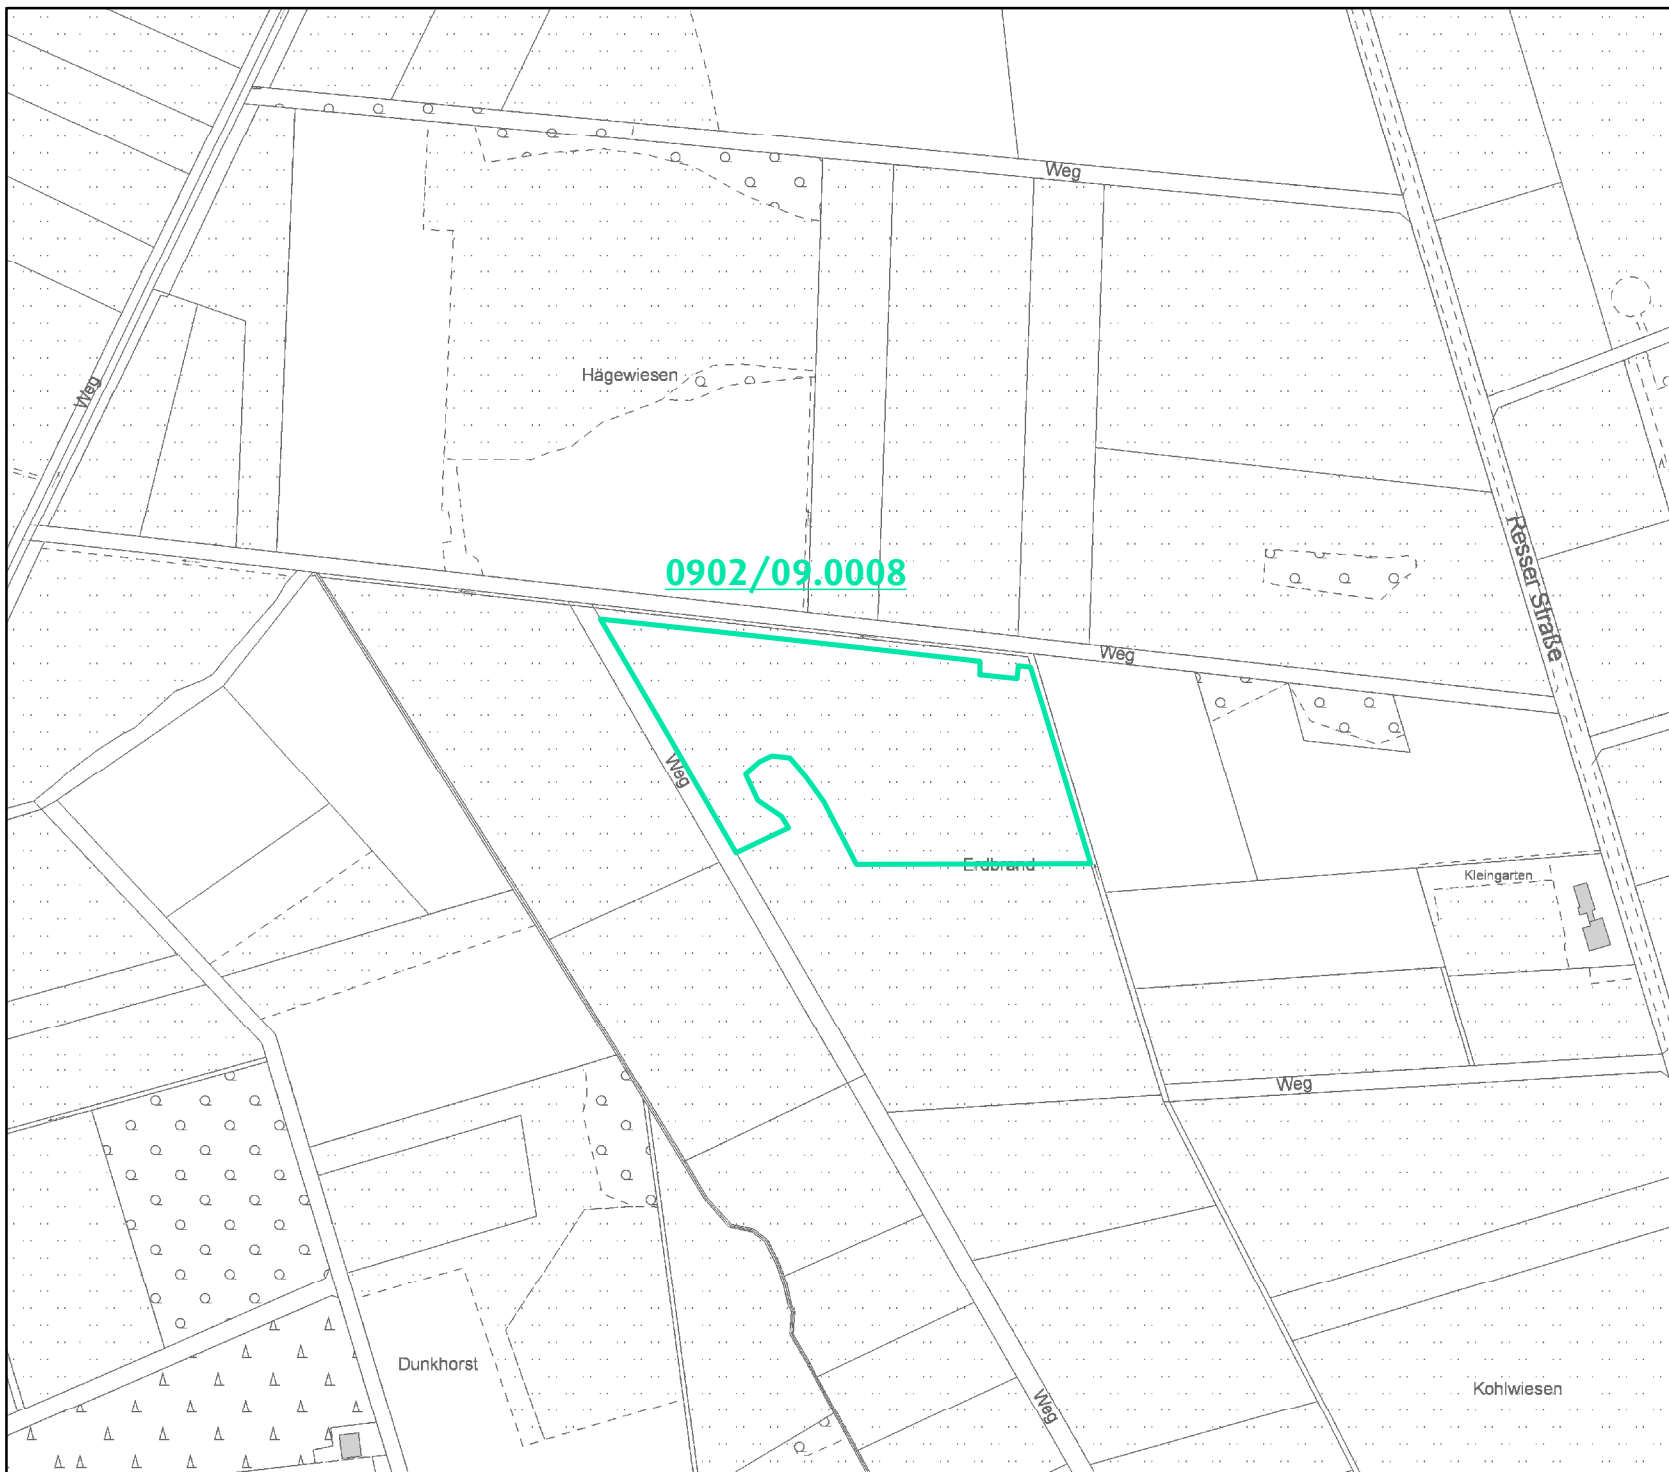 Weg
Weg
Hägewiesen
Resser Straße
0902/09.0008
Weg
Weg
Erdbrand
Kleingarten
Weg
Dunkhorst
Kohlwiesen
Weg